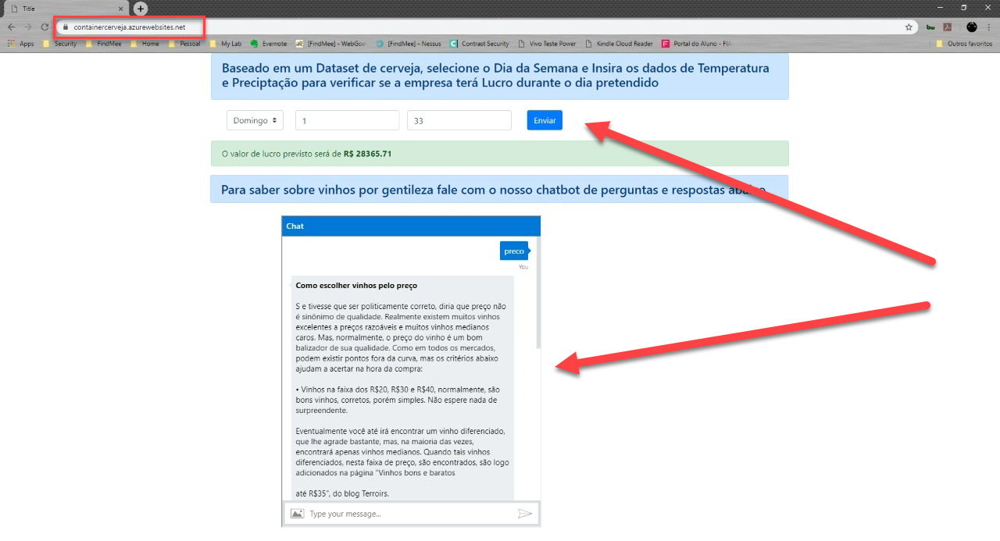 Title
containercerveja.azurewebsites.net
Apps Security FindMee Home Pessoal My Lab Evernote [FindMee] - WebGoa [FindMee] - Nessus Contrast Security Vivo Teste Power Kindle Cloud Reader Portal do Aluno - FIA Outros favoritos
Baseado em um Dataset de cerveja, selecione o Dia da Semana e Insira os dados de Temperatura
e Preciptação para verificar se a empresa terá Lucro durante o dia pretendido
Domingo 1 33 Enviar
O valor de lucro previsto será de R$ 28365.71
Para saber sobre vinhos por gentileza fale com o nosso chatbot de perguntas e respostas abaixo
Chat
preco
You
Como escolher vinhos pelo preço
S e tivesse que ser politicamente correto, diria que preço não
é sinônimo de qualidade. Realmente existem muitos vinhos
excelentes a preços razoáveis e muitos vinhos medianos
caros. Mas, normalmente, o preço do vinho é um bom
balizador de sua qualidade. Como em todos os mercados,
podem existir pontos fora da curva, mas os critérios abaixo
ajudam a acertar na hora da compra:
• Vinhos na faixa dos R$20, R$30 e R$40, normalmente, são
bons vinhos, corretos, porém simples. Não espere nada de
surpreendente.
Eventualmente você até irá encontrar um vinho diferenciado,
que lhe agrade bastante, mas, na maioria das vezes,
encontrará apenas vinhos medianos. Quando tais vinhos
diferenciados, nesta faixa de preço, são encontrados, são logo
adicionados na página "Vinhos bons e baratos
até R$35", do blog Terroirs.
Type your message...